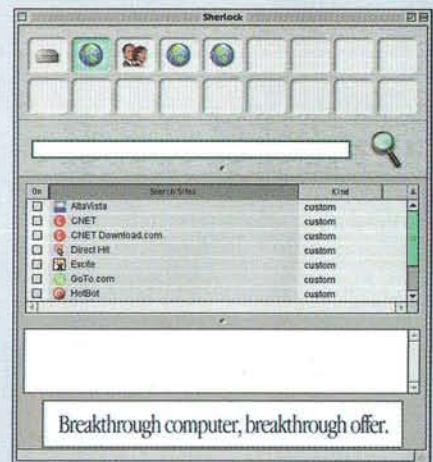 Sherlock
On Search Sites Kind
AltaVista custom
CNET custom
CNET Download.com custom
Direct Hit custom
Excite custom
GoTo.com custom
HotBot custom
Breakthrough computer, breakthrough offer.